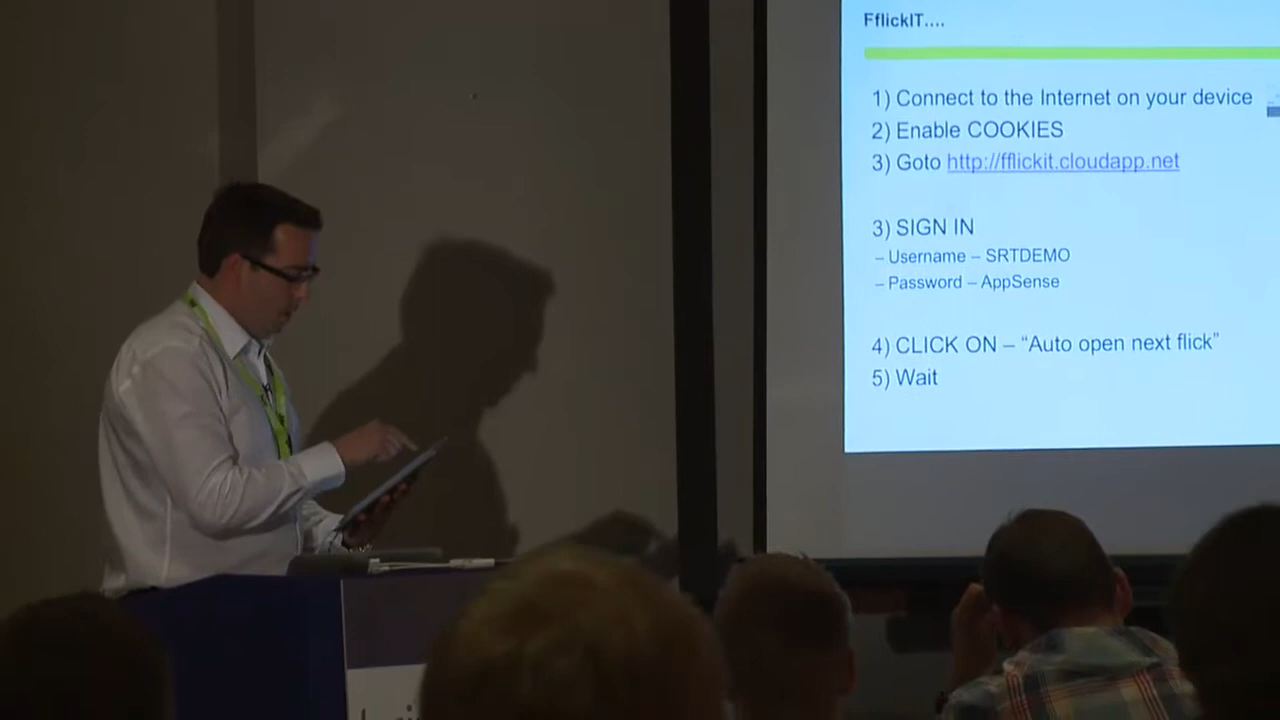 FflickIT....
1) Connect to the Internet on your device
2) Enable COOKIES
3) Goto http://fflickit.cloudapp.net
3) SIGN IN
– Username – SRTDEMO
– Password – AppSense
4) CLICK ON – “Auto open next flick”
5) Wait